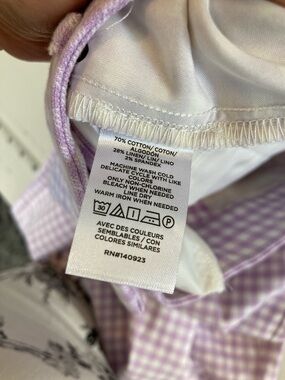 70% COTTON/ COTON/
ALGODÓN
28% LINEN/ LIN/ LINO
2% SPANDEX
MACHINE WASH COLD
DELICATE CYCLE WITH LIKE
COLORS
ONLY NON-CHLORINE
BLEACH WHEN NEEDED
LINE DRY
WARM IRON WHEN NEEDED
30 P
AVEC DES COULEURS
SEMBLABLES / CON
COLORES SIMILARES
RN#140923